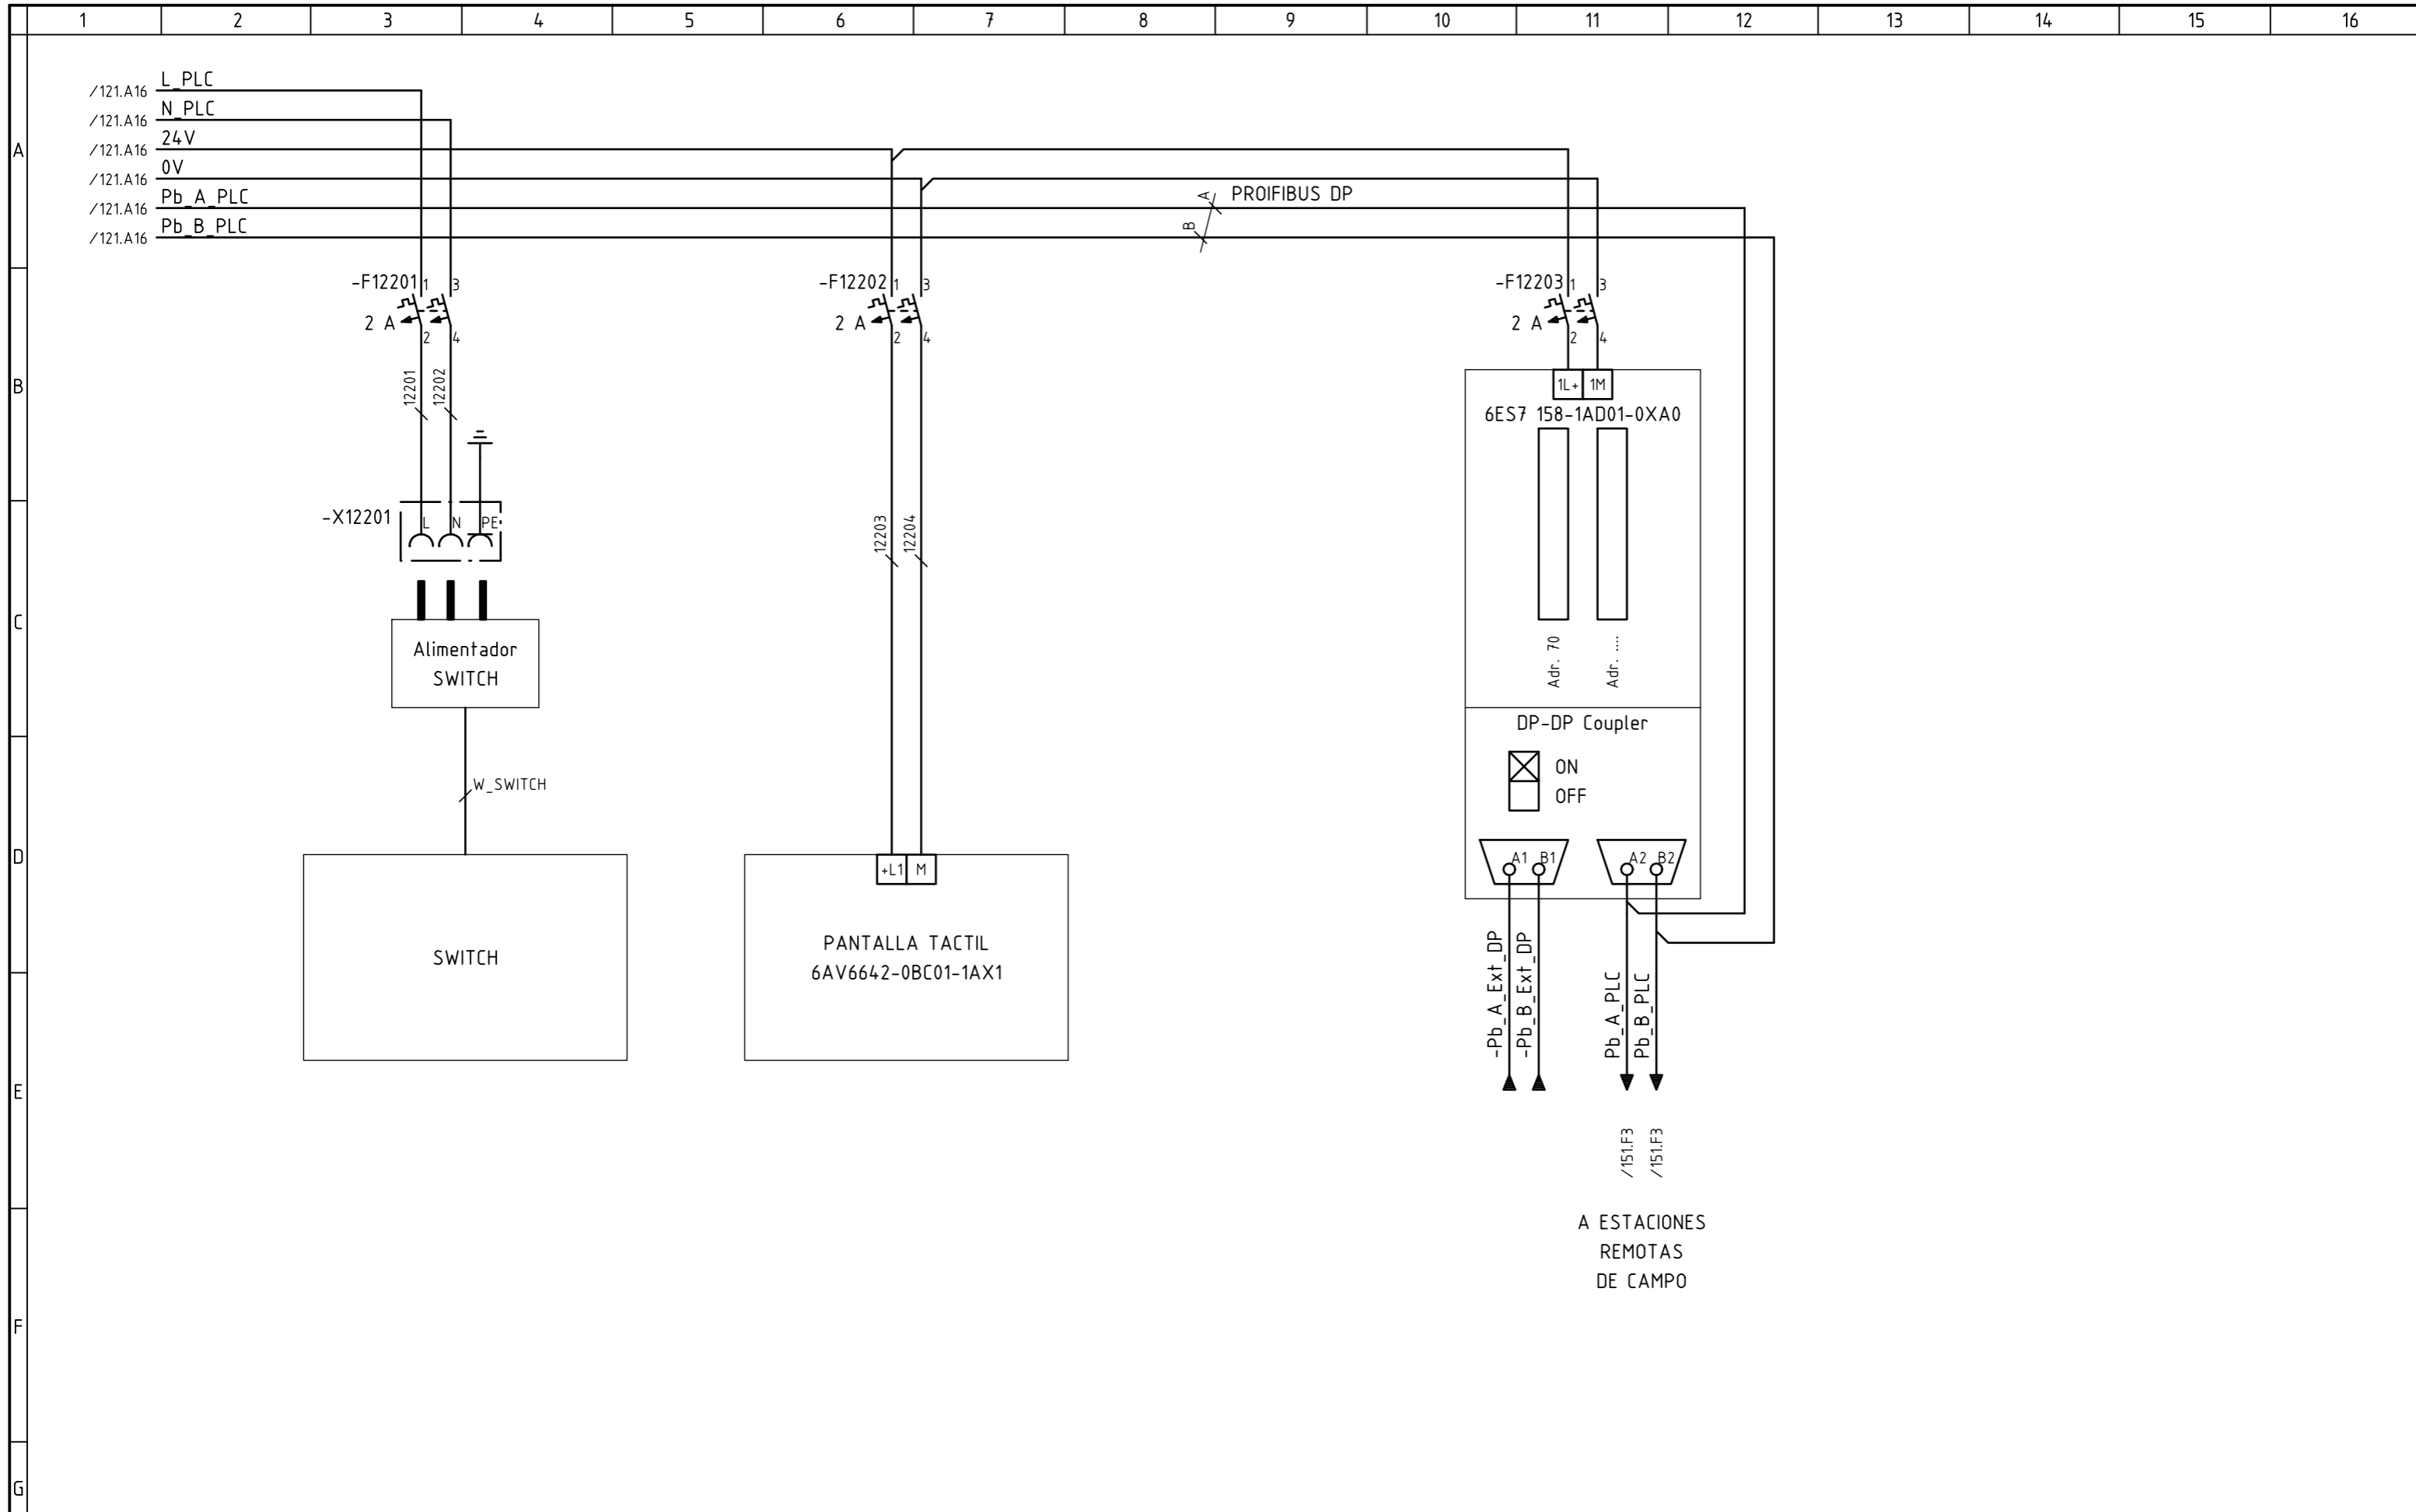 1 2 3 4 5 6 7 8 9 10 11 12 13 14 15 16
A
B
C
D
E
F
G
/121.A16 L_PLC
/121.A16 N_PLC
/121.A16 24V
/121.A16 0V
/121.A16 Pb_A_PLC
/121.A16 Pb_B_PLC
A PROIFIBUS DP
B
-F12201 1 3
2 A
2 4
-F12202 1 3
2 A
2 4
-F12203 1 3
2 A
2 4
12201
12202
-X12201
L N PE
Alimentador
SWITCH
W_SWITCH
SWITCH
12203
12204
+L1 M
PANTALLA TACTIL
6AV6642-0BC01-1AX1
1L+ 1M
6ES7 158-1AD01-0XA0
Adr. 70
Adr. ....
DP-DP Coupler
ON
OFF
A1 B1 A2 B2
-Pb_A_Ext_DP
-Pb_B_Ext_DP
Pb_A_PLC
Pb_B_PLC
/151.F3
/151.F3
A ESTACIONES
REMOTAS
DE CAMPO